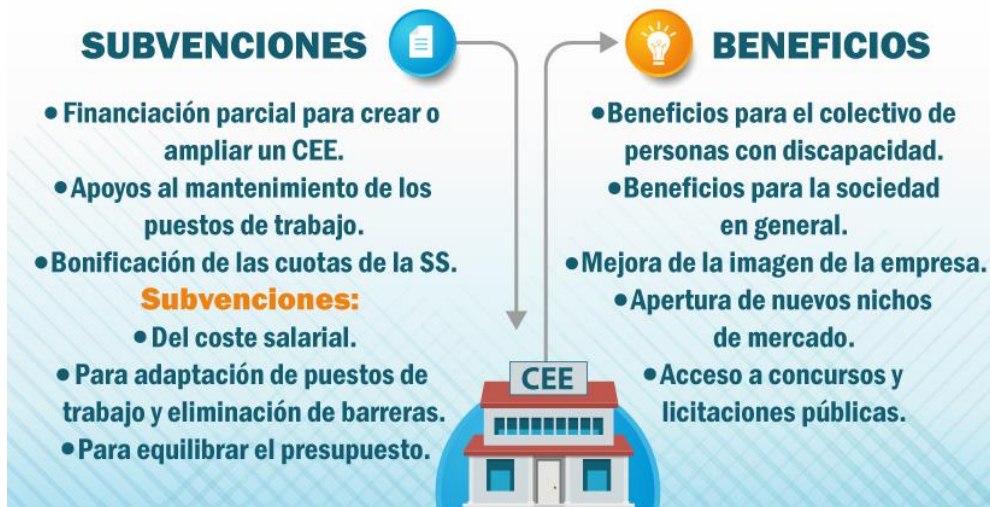 SUBVENCIONES
• Financiación parcial para crear o
ampliar un CEE.
• Apoyos al mantenimiento de los
puestos de trabajo.
• Bonificación de las cuotas de la SS.
Subvenciones:
• Del coste salarial.
• Para adaptación de puestos de
trabajo y eliminación de barreras.
• Para equilibrar el presupuesto.
BENEFICIOS
• Beneficios para el colectivo de
personas con discapacidad.
• Beneficios para la sociedad
en general.
• Mejora de la imagen de la empresa.
• Apertura de nuevos nichos
de mercado.
• Acceso a concursos y
licitaciones públicas.
CEE